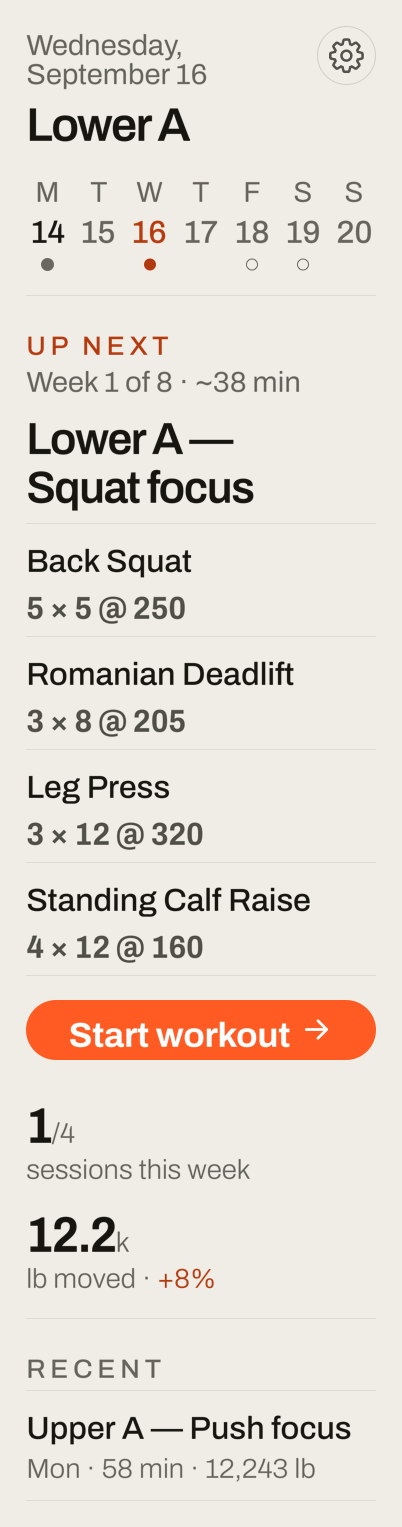 Wednesday,
September 16
Lower A
M T W T F S S
14 15 16 17 18 19 20
UP NEXT
Week 1 of 8 · ~38 min
Lower A —
Squat focus
Back Squat
5 × 5 @ 250
Romanian Deadlift
3 × 8 @ 205
Leg Press
3 × 12 @ 320
Standing Calf Raise
4 × 12 @ 160
Start workout →
1/4
sessions this week
12.2k
lb moved · +8%
RECENT
Upper A — Push focus
Mon · 58 min · 12,243 lb